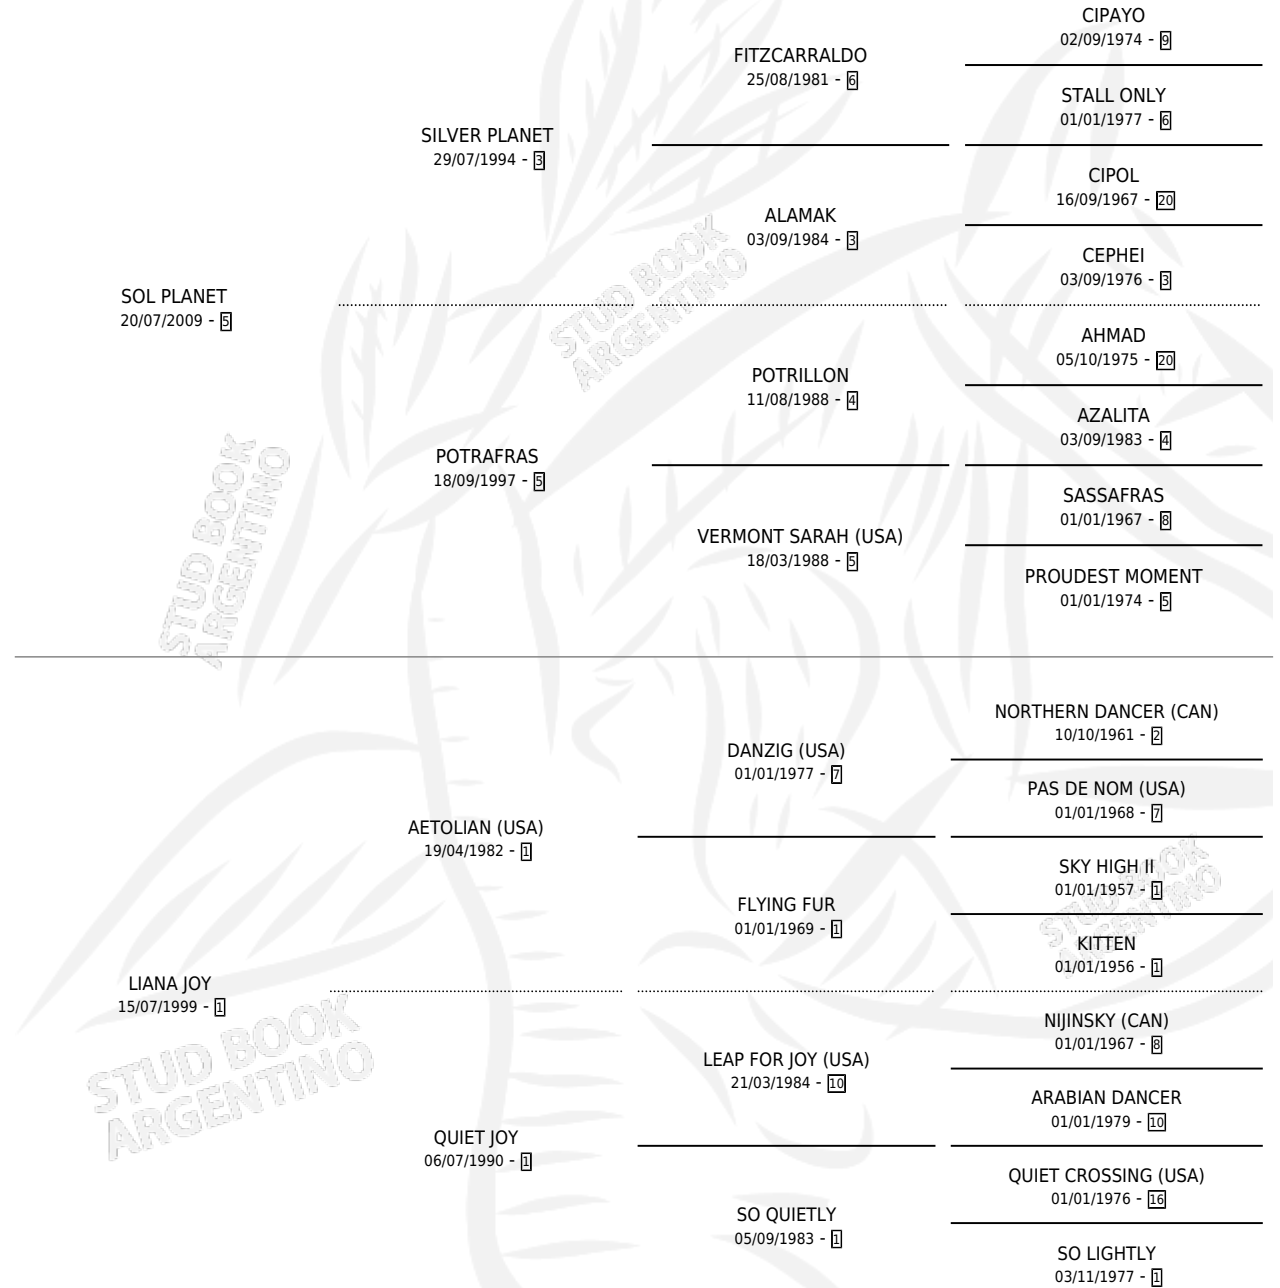 CIPAYO
02/09/1974 - 9
FITZCARRALDO
25/08/1981 - 6
STALL ONLY
01/01/1977 - 6
SILVER PLANET
29/07/1994 - 3
CIPOL
16/09/1967 - 20
ALAMAK
03/09/1984 - 3
CEPHEI
03/09/1976 - 3
SOL PLANET
20/07/2009 - 5
AHMAD
05/10/1975 - 20
POTRILLON
11/08/1988 - 4
AZALITA
03/09/1983 - 4
POTRAFRAS
18/09/1997 - 5
SASSAFRAS
01/01/1967 - 8
VERMONT SARAH (USA)
18/03/1988 - 5
PROUDEST MOMENT
01/01/1974 - 5
NORTHERN DANCER (CAN)
10/10/1961 - 2
DANZIG (USA)
01/01/1977 - 7
PAS DE NOM (USA)
01/01/1968 - 7
AETOLIAN (USA)
19/04/1982 - 1
SKY HIGH II
01/01/1957 - 1
FLYING FUR
01/01/1969 - 1
KITTEN
01/01/1956 - 1
LIANA JOY
15/07/1999 - 1
NIJINSKY (CAN)
01/01/1967 - 8
LEAP FOR JOY (USA)
21/03/1984 - 10
ARABIAN DANCER
01/01/1979 - 10
QUIET JOY
06/07/1990 - 1
QUIET CROSSING (USA)
01/01/1976 - 16
SO QUIETLY
05/09/1983 - 1
SO LIGHTLY
03/11/1977 - 1
STUD BOOK
ARGENTINO
STUD BOOK
ARGENTINO
STUD BOOK
ARGENTINO
STUD BOOK
ARGENTINO